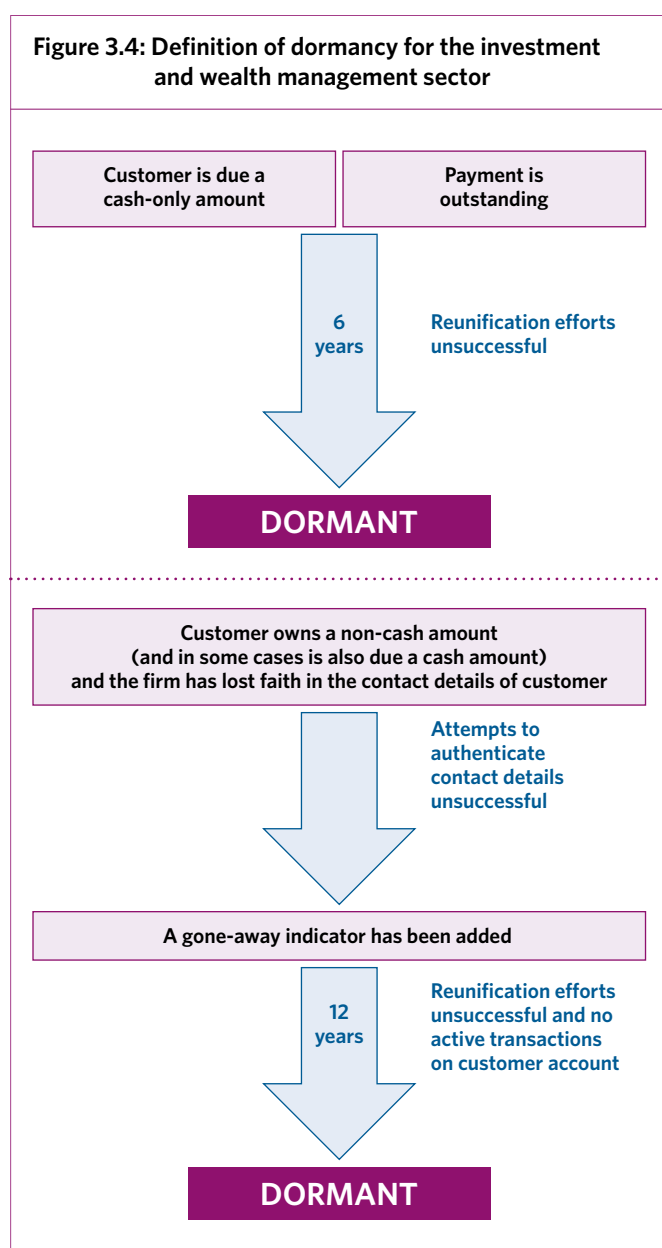 Figure 3.4: Definition of dormancy for the investment
and wealth management sector
Customer is due a
cash-only amount
Payment is
outstanding
6
years
Reunification efforts
unsuccessful
DORMANT
Customer owns a non-cash amount
(and in some cases is also due a cash amount)
and the firm has lost faith in the contact details of customer
Attempts to
authenticate
contact details
unsuccessful
A gone-away indicator has been added
12
years
Reunification efforts
unsuccessful and no
active transactions
on customer account
DORMANT